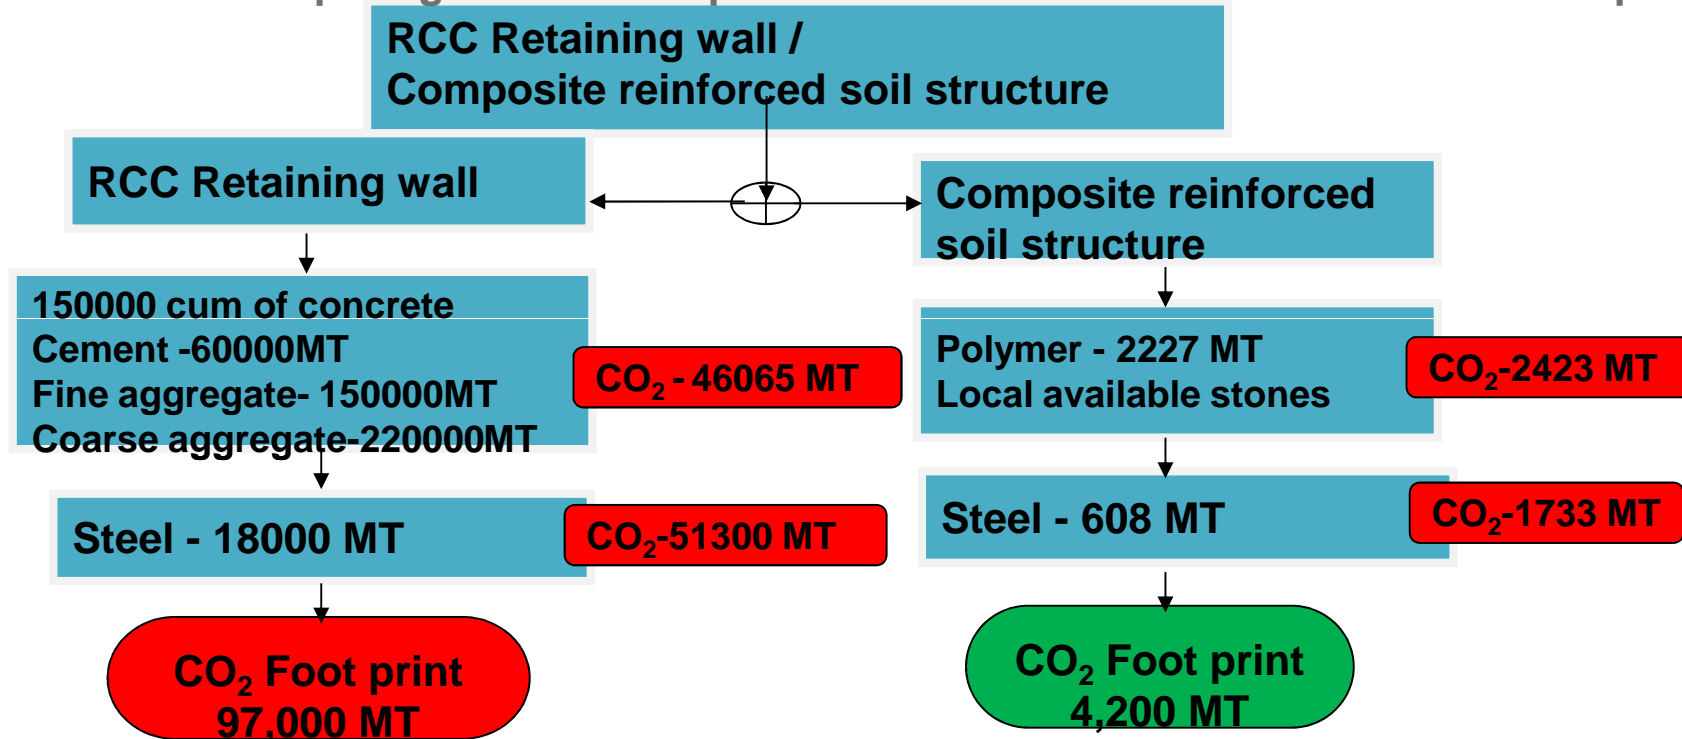 RCC Retaining wall /
Composite reinforced soil structure
RCC Retaining wall
150000 cum of concrete
Cement -60000MT
Fine aggregate- 150000MT
Coarse aggregate-220000MT
CO₂ - 46065 MT
Steel - 18000 MT
CO₂-51300 MT
CO₂ Foot print
97,000 MT
Composite reinforced
soil structure
Polymer - 2227 MT
Local available stones
CO₂-2423 MT
Steel - 608 MT
CO₂-1733 MT
CO₂ Foot print
4,200 MT